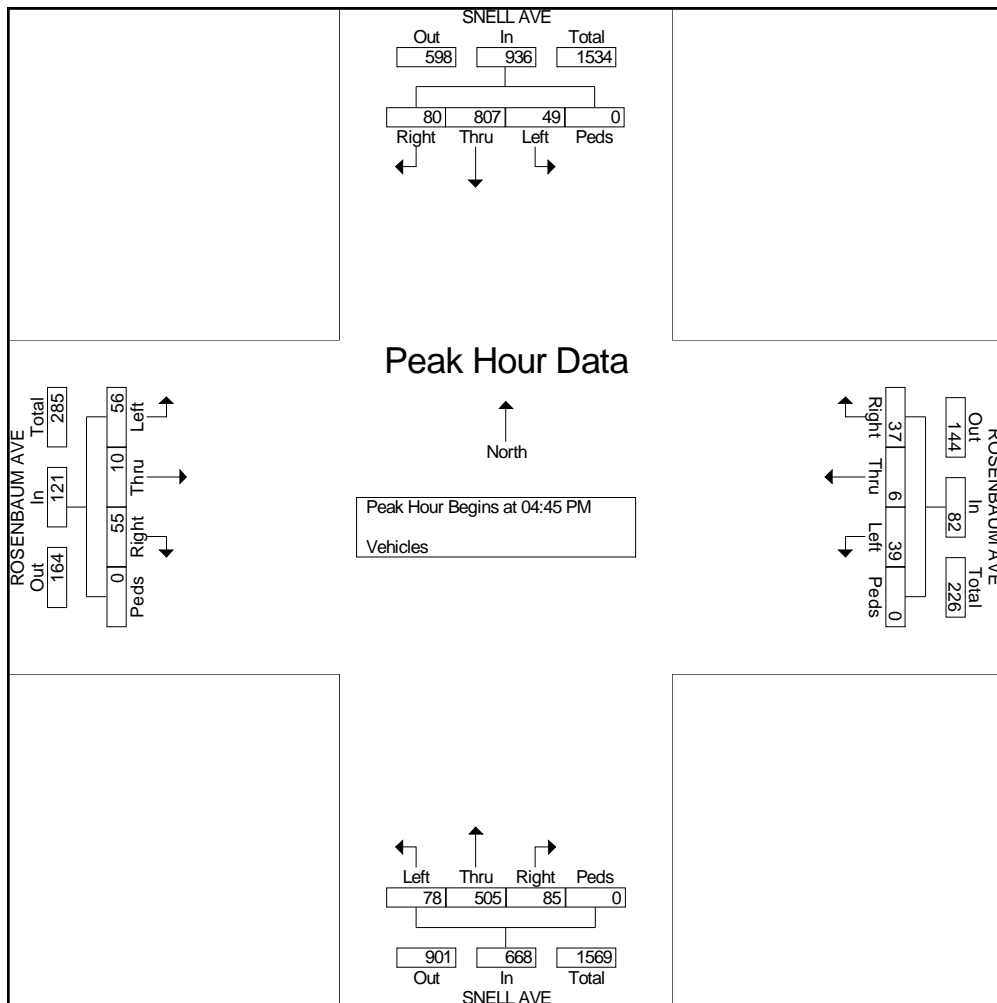 SNELL AVE
Out In Total
598 936 1534
80 807 49 0
Right Thru Left Peds
Peak Hour Data
North
Peak Hour Begins at 04:45 PM
Vehicles
ROSENBAUM AVE
Out In Total
164 121 285
56 10 55 0
Left Thru Right Peds
ROSENBAUM AVE
Out In Total
144 82 226
37 6 39 0
Right Thru Left Peds
Left Thru Right Peds
78 505 85 0
901 668 1569
Out In Total
SNELL AVE